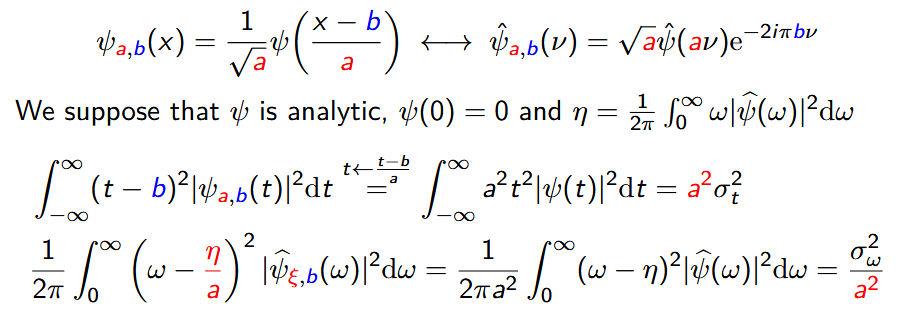 ψ_{a,b}(x) = \frac{1}{\sqrt{a}} ψ\left(\frac{x − b}{a}\right) ⟷ \hat{ψ}_{a,b}(ν) = \sqrt{a}\hat{ψ}(aν)e^{−2iπbν}
We suppose that ψ is analytic, ψ(0) = 0 and η = \frac{1}{2π} ∫_0^∞ ω|\widehat{ψ}(ω)|^2 dω
∫_{−∞}^{∞} (t − b)^2 |ψ_{a,b}(t)|^2 dt \overset{t ← \frac{t−b}{a}}{=} ∫_{−∞}^{∞} a^2 t^2 |ψ(t)|^2 dt = a^2 σ_t^2
\frac{1}{2π} ∫_0^∞ \left(ω − \frac{η}{a}\right)^2 |\widehat{ψ}_{ξ,b}(ω)|^2 dω = \frac{1}{2πa^2} ∫_0^∞ (ω − η)^2 |\widehat{ψ}(ω)|^2 dω = \frac{σ_ω^2}{a^2}